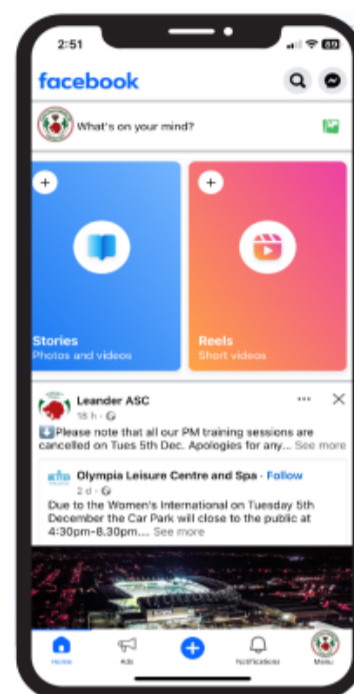 2:51
89
facebook
What's on your mind?
Stories
Photos and videos
Reels
Short videos
Leander ASC
18 h ·
Please note that all our PM training sessions are
cancelled on Tues 5th Dec. Apologies for any... See more
Olympia Leisure Centre and Spa · Follow
2 d ·
Due to the Women's International on Tuesday 5th
December the Car Park will close to the public at
4:30pm-8.30pm.... See more
Home
Ads
Notifications
Menu